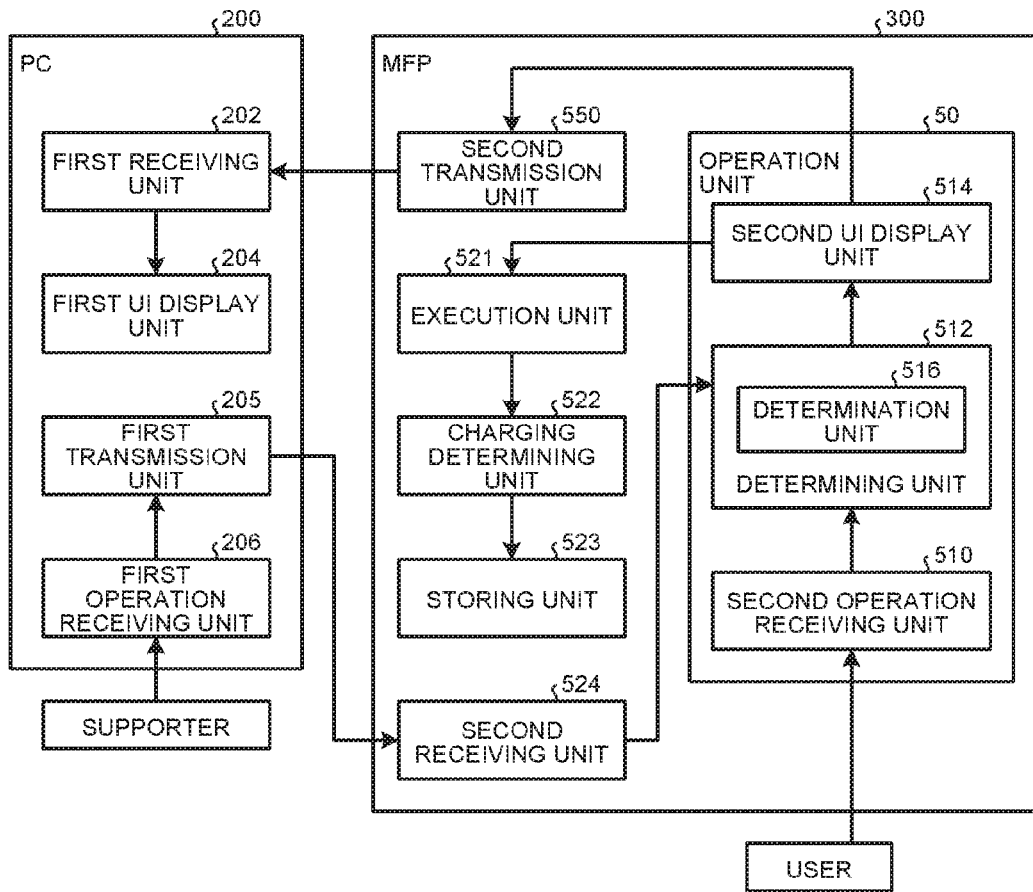 200
PC
202
FIRST RECEIVING
UNIT
204
FIRST UI DISPLAY
UNIT
205
FIRST
TRANSMISSION
UNIT
206
FIRST
OPERATION
RECEIVING UNIT
SUPPORTER
300
MFP
550
SECOND
TRANSMISSION
UNIT
521
EXECUTION UNIT
522
CHARGING
DETERMINING
UNIT
523
STORING UNIT
524
SECOND
RECEIVING UNIT
50
OPERATION
UNIT
514
SECOND UI DISPLAY
UNIT
512
516
DETERMINATION
UNIT
DETERMINING UNIT
510
SECOND OPERATION
RECEIVING UNIT
USER